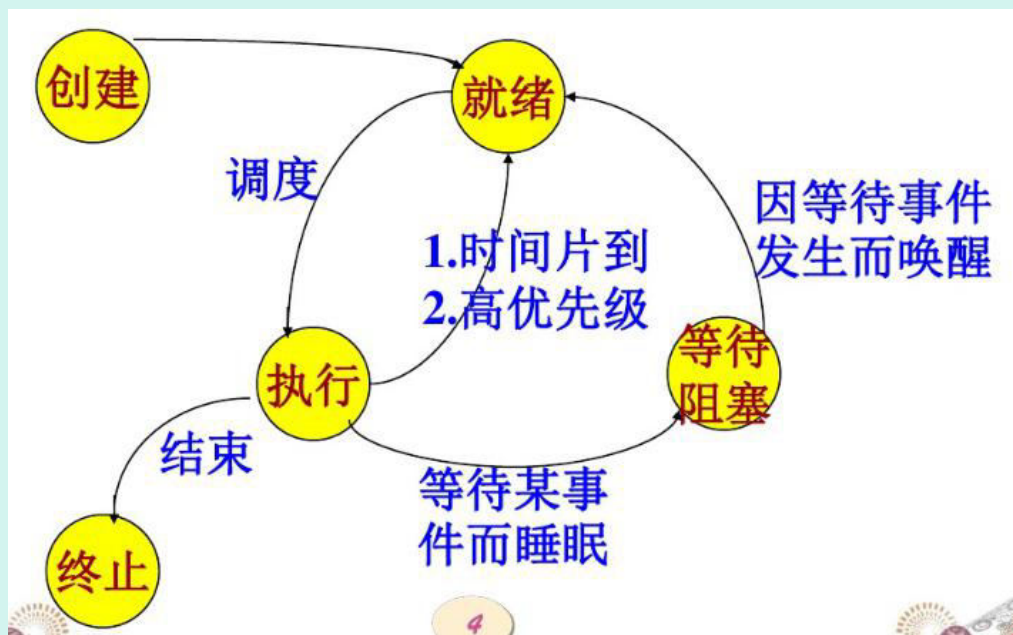 创建
就绪
调度
因等待事件
发生而唤醒
1.时间片到
2.高优先级
执行
等待
阻塞
结束
等待某事
件而睡眠
终止
4